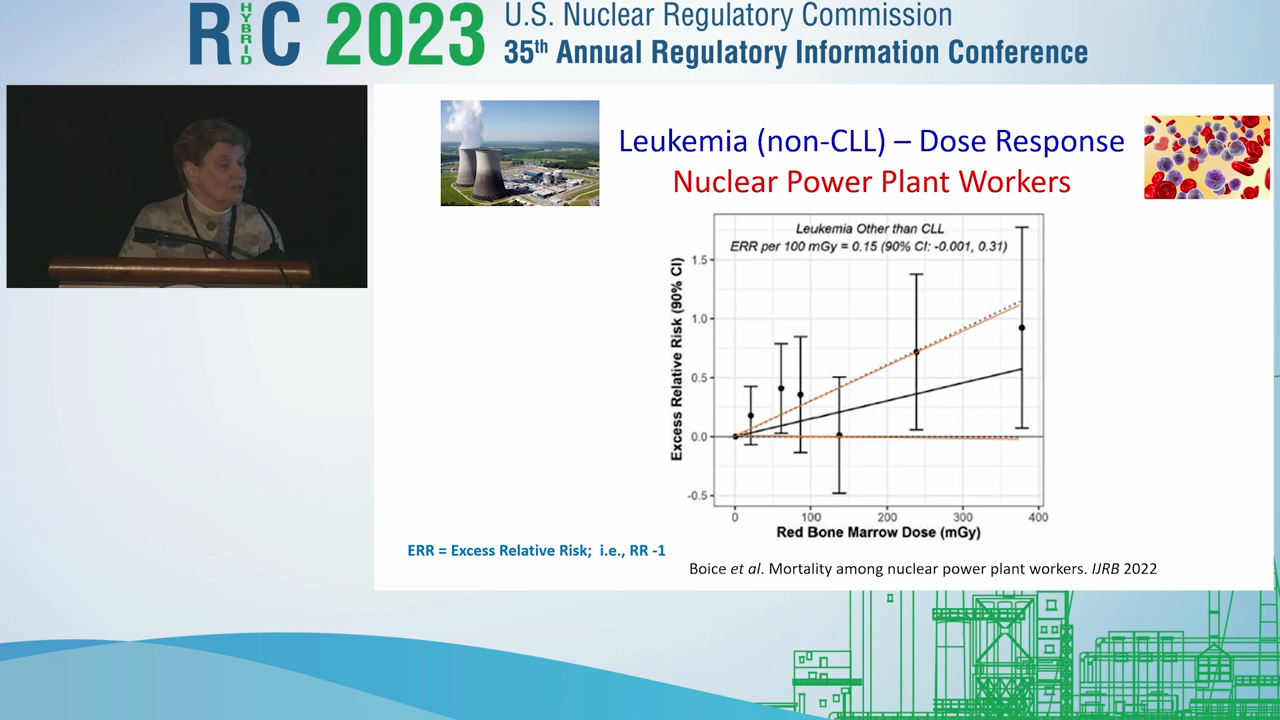 RIC 2023
HYBRID
U.S. Nuclear Regulatory Commission
35th Annual Regulatory Information Conference
Leukemia (non-CLL) – Dose Response
Nuclear Power Plant Workers
Leukemia Other than CLL
ERR per 100 mGy = 0.15 (90% CI: -0.001, 0.31)
Excess Relative Risk (90% CI)
1.5
1.0
0.5
0.0
-0.5
0 100 200 300 400
Red Bone Marrow Dose (mGy)
ERR = Excess Relative Risk; i.e., RR -1
Boice et al. Mortality among nuclear power plant workers. IJRB 2022